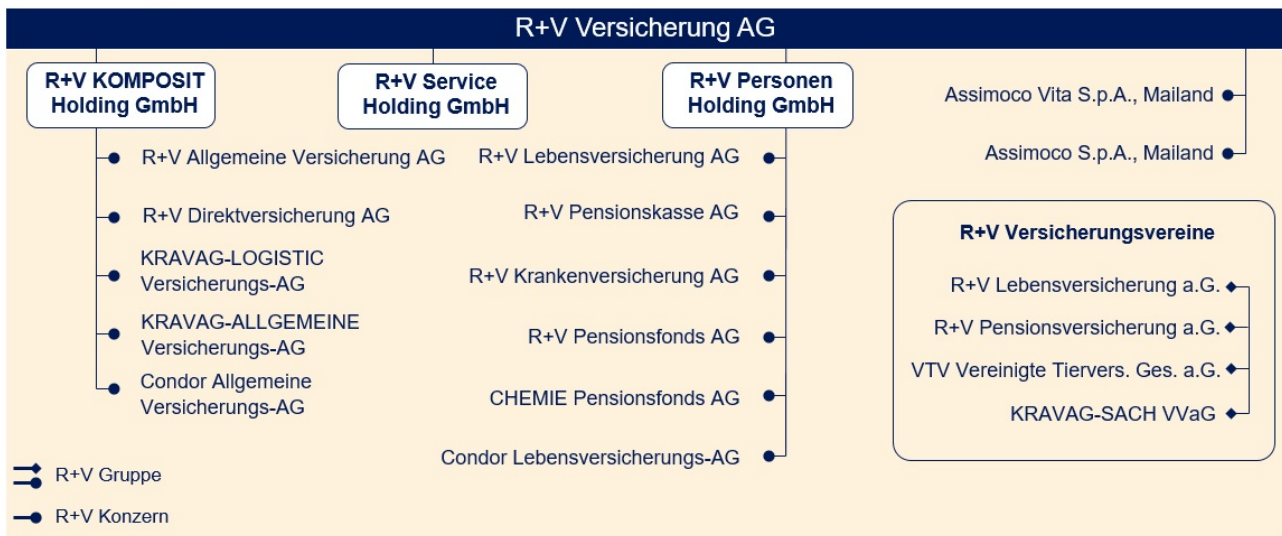 R+V Versicherung AG
R+V KOMPOSIT
Holding GmbH
R+V Allgemeine Versicherung AG
R+V Direktversicherung AG
KRAVAG-LOGISTIC
Versicherungs-AG
KRAVAG-ALLGEMEINE
Versicherungs-AG
Condor Allgemeine
Versicherungs-AG
R+V Service
Holding GmbH
R+V Personen
Holding GmbH
R+V Lebensversicherung AG
R+V Pensionskasse AG
R+V Krankenversicherung AG
R+V Pensionsfonds AG
CHEMIE Pensionsfonds AG
Condor Lebensversicherungs-AG
Assimoco Vita S.p.A., Mailand
Assimoco S.p.A., Mailand
R+V Versicherungsvereine
R+V Lebensversicherung a.G.
R+V Pensionsversicherung a.G.
VTV Vereinigte Tiervers. Ges. a.G.
KRAVAG-SACH VVaG
R+V Gruppe
R+V Konzern